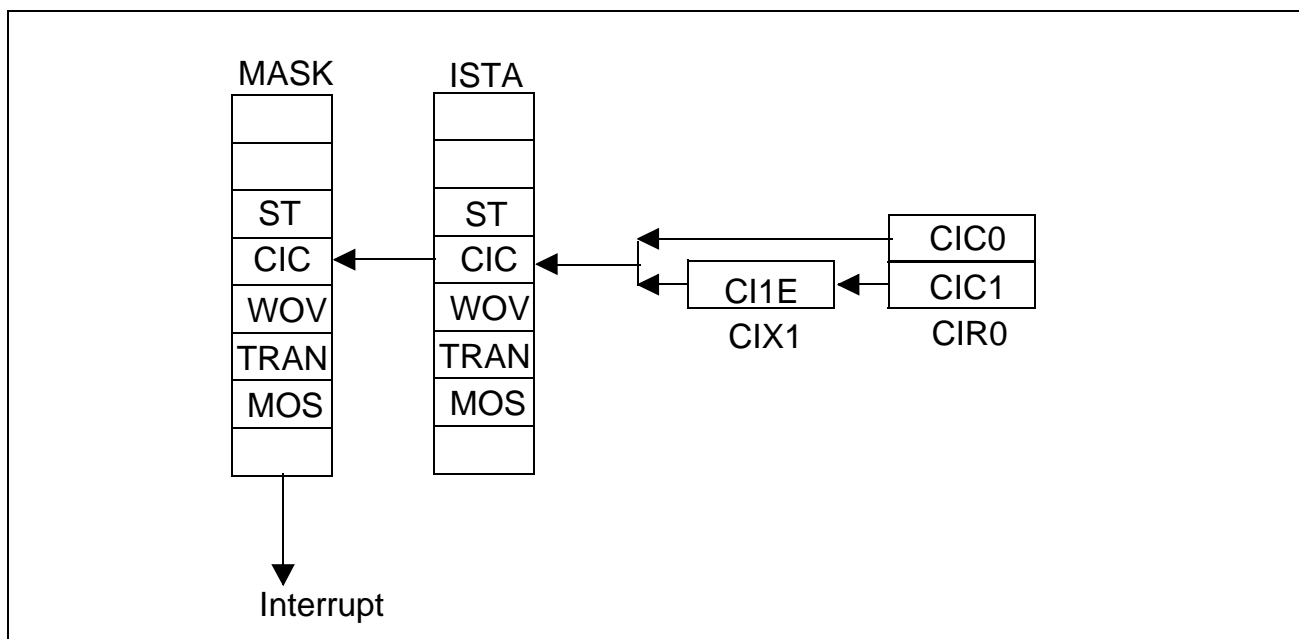 MASK
ISTA
ST
CIC
WOV
TRAN
MOS
ST
CIC
WOV
TRAN
MOS
CI1E
CIX1
CIC0
CIC1
CIR0
Interrupt